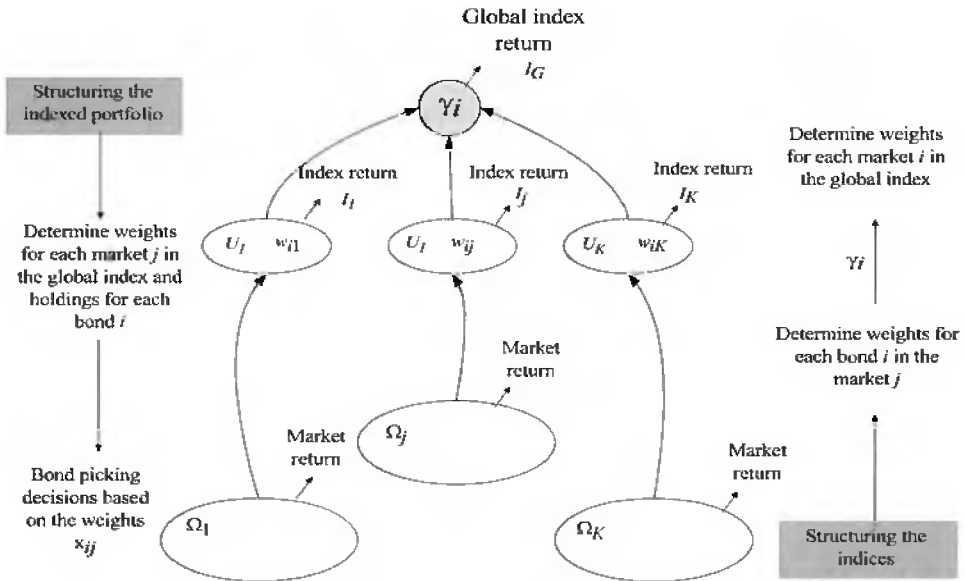 Global index
return
I_G
γi
Structuring the
indexed portfolio
Determine weights
for each market j in
the global index and
holdings for each
bond i
Bond picking
decisions based
on the weights
x_ij
Index return
I_I
U_I w_i1
Index return
I_j
U_I w_ij
Index return
I_K
U_K w_iK
Market
return
Ω_1
Market
return
Ω_j
Market
return
Ω_K
Determine weights
for each market i in
the global index
γi
Determine weights for
each bond i in the
market j
Structuring the
indices